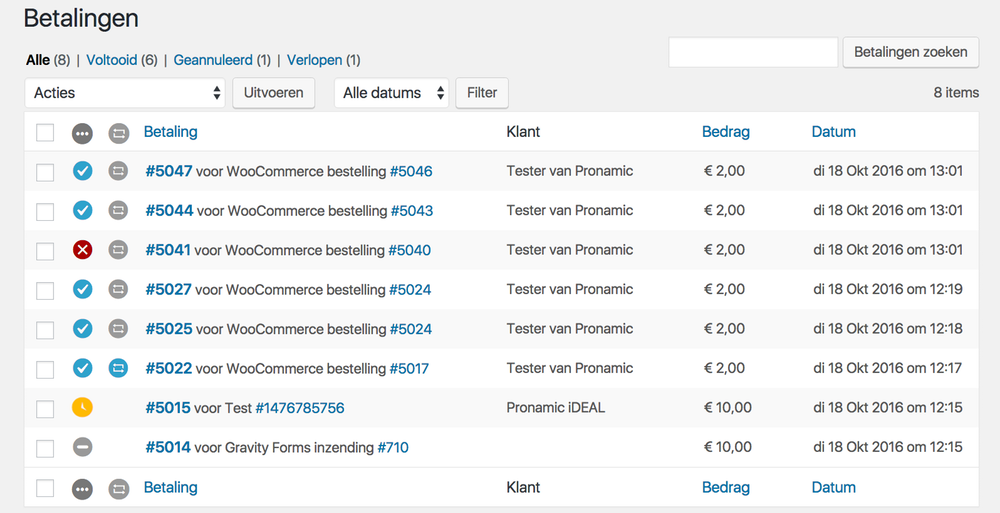 Betalingen
Alle (8) | Voltooid (6) | Geannuleerd (1) | Verlopen (1)
Betalingen zoeken
Acties Uitvoeren Alle datums Filter 8 items
Betaling Klant Bedrag Datum
#5047 voor WooCommerce bestelling #5046 Tester van Pronamic € 2,00 di 18 Okt 2016 om 13:01
#5044 voor WooCommerce bestelling #5043 Tester van Pronamic € 2,00 di 18 Okt 2016 om 13:01
#5041 voor WooCommerce bestelling #5040 Tester van Pronamic € 2,00 di 18 Okt 2016 om 13:01
#5027 voor WooCommerce bestelling #5024 Tester van Pronamic € 2,00 di 18 Okt 2016 om 12:19
#5025 voor WooCommerce bestelling #5024 Tester van Pronamic € 2,00 di 18 Okt 2016 om 12:18
#5022 voor WooCommerce bestelling #5017 Tester van Pronamic € 2,00 di 18 Okt 2016 om 12:17
#5015 voor Test #1476785756 Pronamic iDEAL € 10,00 di 18 Okt 2016 om 12:15
#5014 voor Gravity Forms inzending #710 € 10,00 di 18 Okt 2016 om 12:15
Betaling Klant Bedrag Datum